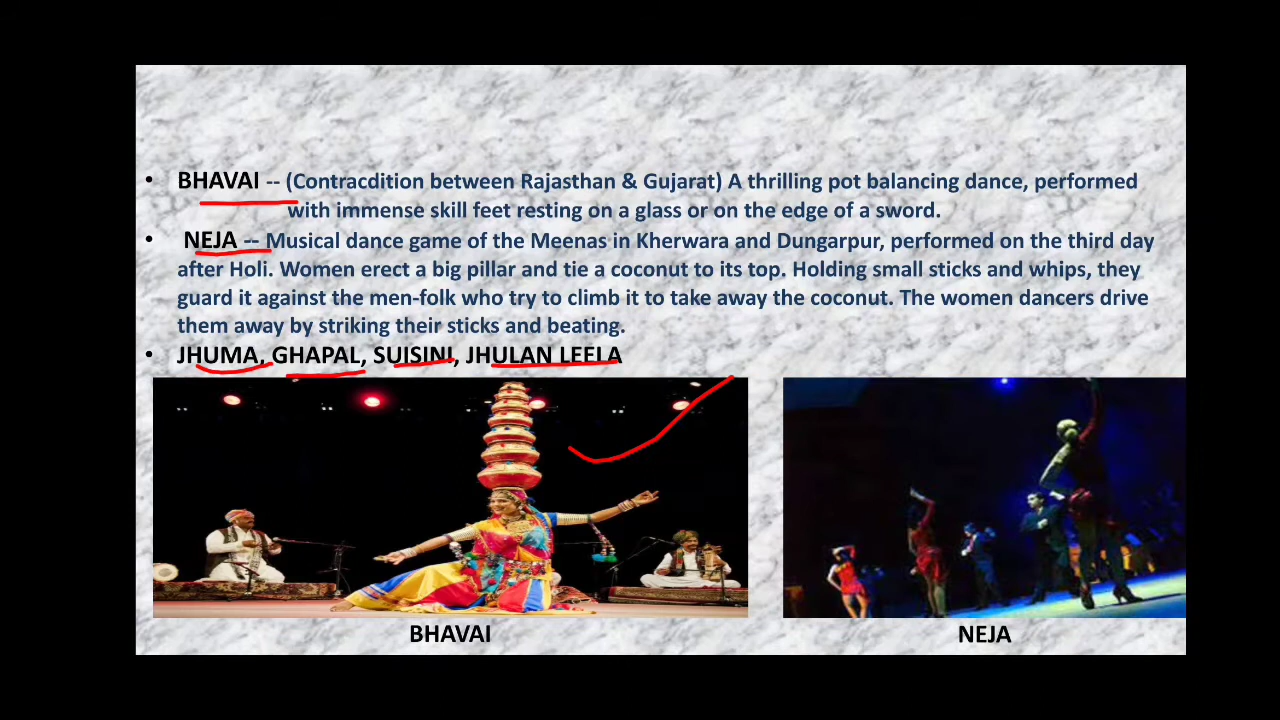 • BHAVAI -- (Contracdition between Rajasthan & Gujarat) A thrilling pot balancing dance, performed
with immense skill feet resting on a glass or on the edge of a sword.
• NEJA -- Musical dance game of the Meenas in Kherwara and Dungarpur, performed on the third day
after Holi. Women erect a big pillar and tie a coconut to its top. Holding small sticks and whips, they
guard it against the men-folk who try to climb it to take away the coconut. The women dancers drive
them away by striking their sticks and beating.
• JHUMA, GHAPAL, SUISINI, JHULAN LEELA
BHAVAI
NEJA